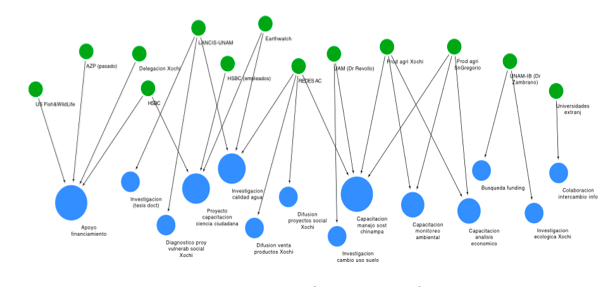 LANCIS-UNAM
Earthwatch
AZP (pasado)
Delegacion Xochi
HSBC (empleados)
REDES AC
UAM (Dr Revollo)
Prod agri Xochi
Prod agri
SnGregorio
UNAM-IB (Dr
Zambrano)
US Fish&WildLife
HSBC
Universidades
extranj
Apoyo
financiamiento
Investigacion
(tesis doct)
Diagnostico proy
vulnerab social
Xochi
Proyecto
capacitacion
ciencia ciudadana
Investigacion
calidad agua
Difusion venta
productos Xochi
Difusion
proyectos social
Xochi
Investigacion
cambio uso suelo
Capacitacion
manejo sost
chinampa
Capacitacion
monitoreo
ambiental
Capacitacion
analisis
economico
Busqueda funding
Investigacion
ecologica Xochi
Colaboracion
intercambio info